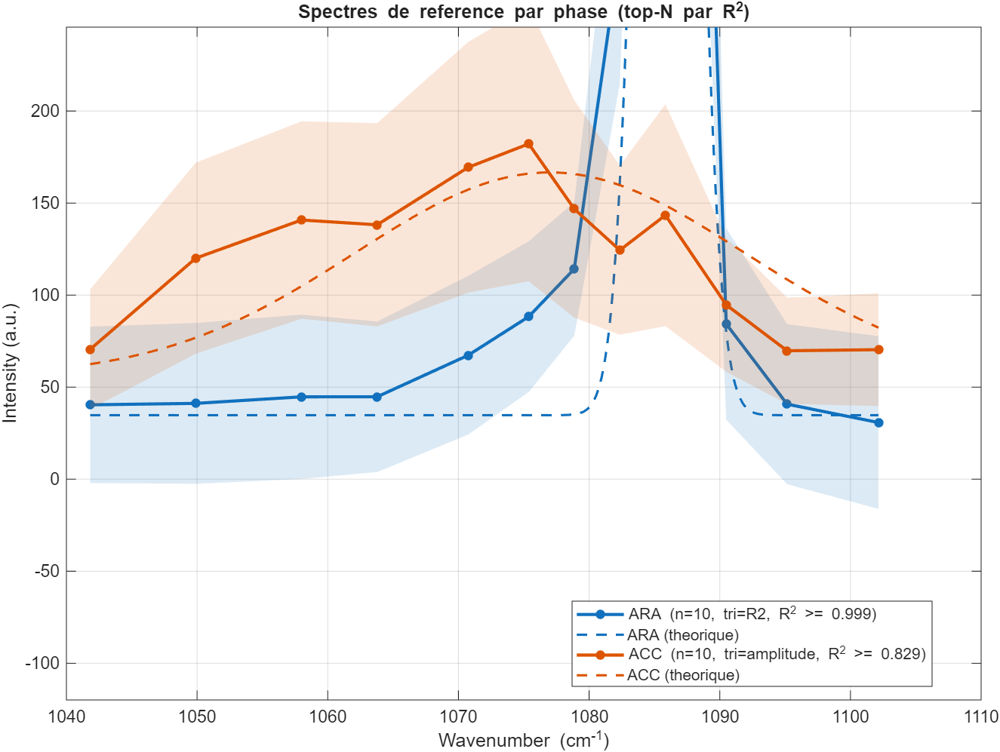 Spectres de reference par phase (top-N par R²)
Intensity (a.u.)
200
150
100
50
0
-50
-100
1040
1050
1060
1070
1080
1090
1100
1110
Wavenumber (cm⁻¹)
ARA (n=10, tri=R2, R² >= 0.999)
ARA (theorique)
ACC (n=10, tri=amplitude, R² >= 0.829)
ACC (theorique)